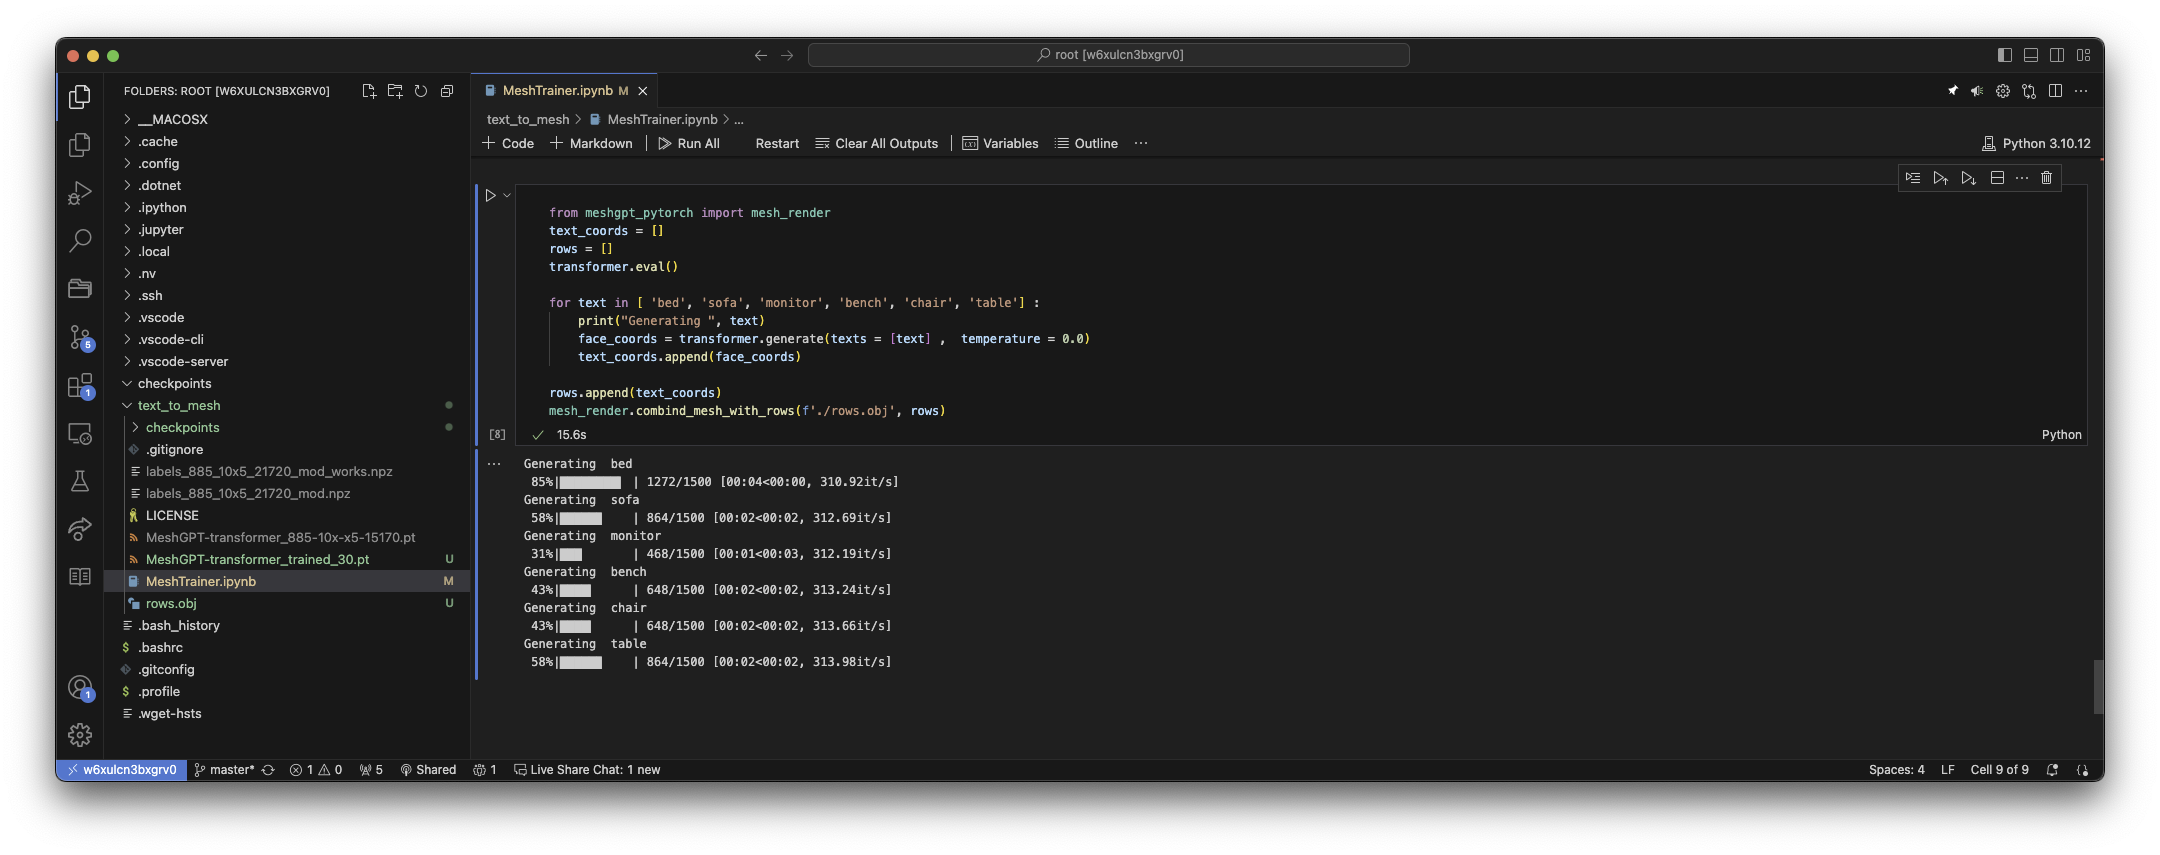 root [w6xulcn3bxgrv0]
FOLDERS: ROOT [W6XULCN3BXGRV0]
__MACOSX
.cache
.config
.dotnet
.ipython
.jupyter
.local
.nv
.ssh
.vscode
.vscode-cli
.vscode-server
checkpoints
text_to_mesh
checkpoints
.gitignore
labels_885_10x5_21720_mod_works.npz
labels_885_10x5_21720_mod.npz
LICENSE
MeshGPT-transformer_885-10x-x5-15170.pt
MeshGPT-transformer_trained_30.pt U
MeshTrainer.ipynb M
rows.obj U
.bash_history
.bashrc
.gitconfig
.profile
.wget-hsts
5
1
1
MeshTrainer.ipynb M
text_to_mesh > MeshTrainer.ipynb > ...
+ Code + Markdown | Run All Restart Clear All Outputs | Variables Outline ...
Python 3.10.12
from meshgpt_pytorch import mesh_render
text_coords = []
rows = []
transformer.eval()
for text in [ 'bed', 'sofa', 'monitor', 'bench', 'chair', 'table'] :
print("Generating ", text)
face_coords = transformer.generate(texts = [text] ,  temperature = 0.0)
text_coords.append(face_coords)
rows.append(text_coords)
mesh_render.combind_mesh_with_rows(f'./rows.obj', rows)
[8] 15.6s
Python
Generating  bed
85%| | 1272/1500 [00:04<00:00, 310.92it/s]
Generating  sofa
58%| | 864/1500 [00:02<00:02, 312.69it/s]
Generating  monitor
31%| | 468/1500 [00:01<00:03, 312.19it/s]
Generating  bench
43%| | 648/1500 [00:02<00:02, 313.24it/s]
Generating  chair
43%| | 648/1500 [00:02<00:02, 313.66it/s]
Generating  table
58%| | 864/1500 [00:02<00:02, 313.98it/s]
w6xulcn3bxgrv0 master* 1 0 5 Shared 1 Live Share Chat: 1 new
Spaces: 4 LF Cell 9 of 9